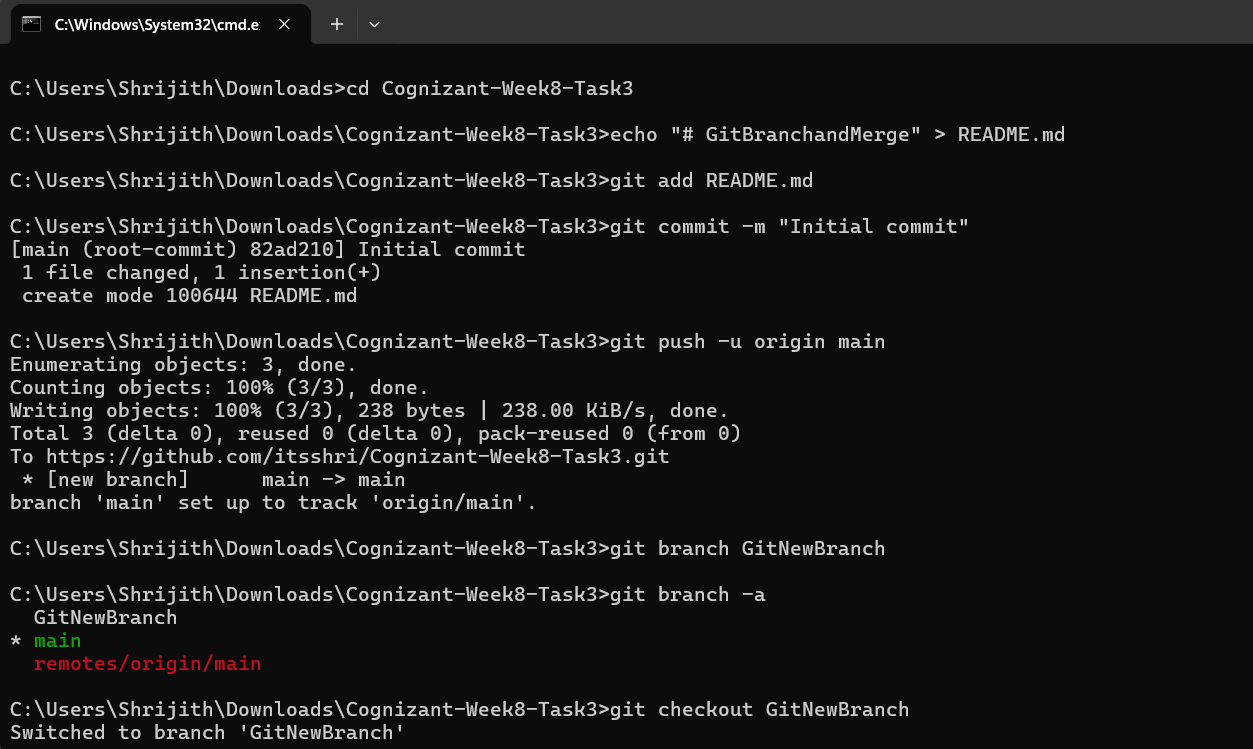 C:\Windows\System32\cmd.e
C:\Users\Shrijith\Downloads>cd Cognizant-Week8-Task3
C:\Users\Shrijith\Downloads\Cognizant-Week8-Task3>echo "# GitBranchandMerge" > README.md
C:\Users\Shrijith\Downloads\Cognizant-Week8-Task3>git add README.md
C:\Users\Shrijith\Downloads\Cognizant-Week8-Task3>git commit -m "Initial commit"
[main (root-commit) 82ad210] Initial commit
 1 file changed, 1 insertion(+)
 create mode 100644 README.md
C:\Users\Shrijith\Downloads\Cognizant-Week8-Task3>git push -u origin main
Enumerating objects: 3, done.
Counting objects: 100% (3/3), done.
Writing objects: 100% (3/3), 238 bytes | 238.00 KiB/s, done.
Total 3 (delta 0), reused 0 (delta 0), pack-reused 0 (from 0)
To https://github.com/itsshri/Cognizant-Week8-Task3.git
 * [new branch]      main -> main
branch 'main' set up to track 'origin/main'.
C:\Users\Shrijith\Downloads\Cognizant-Week8-Task3>git branch GitNewBranch
C:\Users\Shrijith\Downloads\Cognizant-Week8-Task3>git branch -a
  GitNewBranch
* main
  remotes/origin/main
C:\Users\Shrijith\Downloads\Cognizant-Week8-Task3>git checkout GitNewBranch
Switched to branch 'GitNewBranch'